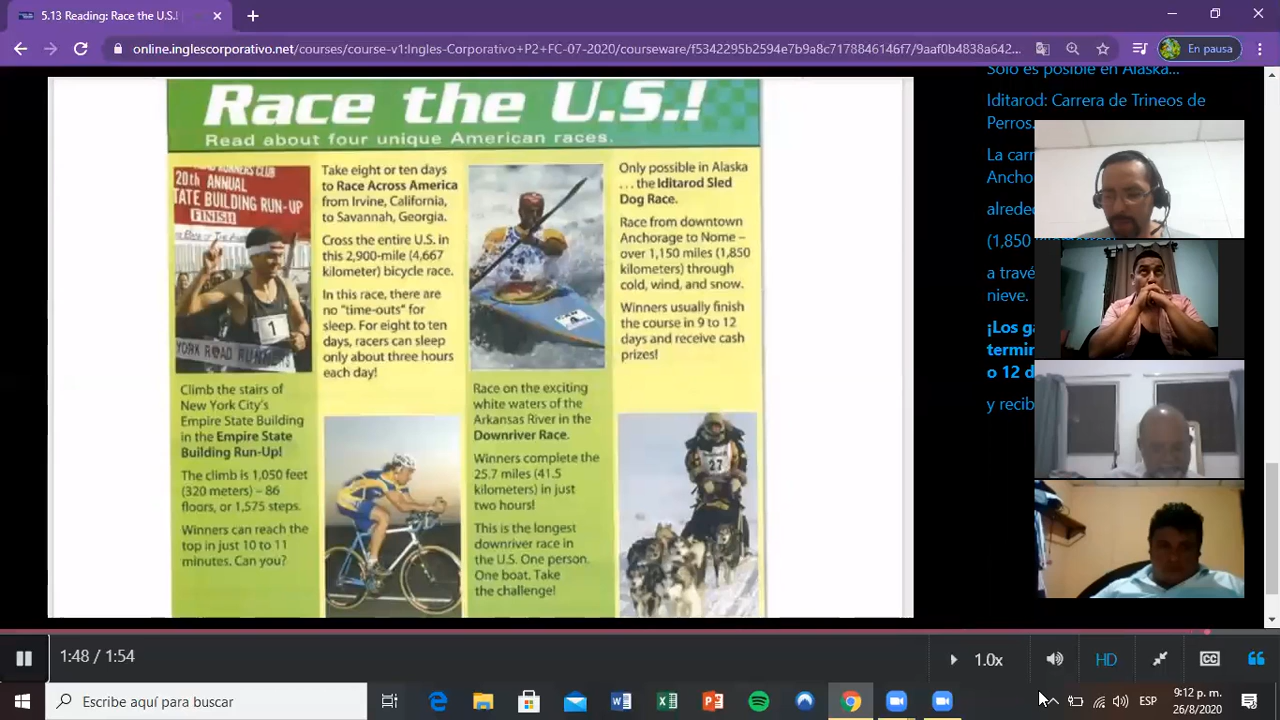 5.13 Reading: Race the U.S.!
online.inglescorporativo.net/courses/course-v1:Ingles-Corporativo+P2+FC-07-2020/courseware/f5342295b2594e7b9a8c7178846146f7/9aaf0b4838a642...
En pausa
Race the U.S.!
Read about four unique American races.
20th ANNUAL
TATE BUILDING RUN-UP
FINISH
1
YORK ROAD RUNNERS
Climb the stairs of
New York City's
Empire State Building
in the Empire State
Building Run-Up!
The climb is 1,050 feet
(320 meters) – 86
floors, or 1,575 steps.
Winners can reach the
top in just 10 to 11
minutes. Can you?
Take eight or ten days
to Race Across America
from Irvine, California,
to Savannah, Georgia.
Cross the entire U.S. in
this 2,900-mile (4,667
kilometer) bicycle race.
In this race, there are
no "time-outs" for
sleep. For eight to ten
days, racers can sleep
only about three hours
each day!
Race on the exciting
white waters of the
Arkansas River in the
Downriver Race.
Winners complete the
25.7 miles (41.5
kilometers) in just
two hours!
This is the longest
downriver race in
the U.S. One person.
One boat. Take
the challenge!
Only possible in Alaska
. . . the Iditarod Sled
Dog Race.
Race from downtown
Anchorage to Nome –
over 1,150 miles (1,850
kilometers) through
cold, wind, and snow.
Winners usually finish
the course in 9 to 12
days and receive cash
prizes!
27
Solo es posible en Alaska...
Iditarod: Carrera de Trineos de
Perros.
La carr
Ancho
alreded
(1,850
a travé
nieve.
¡Los ga
termin
o 12 d
y recib
1:48 / 1:54
1.0x
HD
Escribe aquí para buscar
ESP
9:12 p. m.
26/8/2020